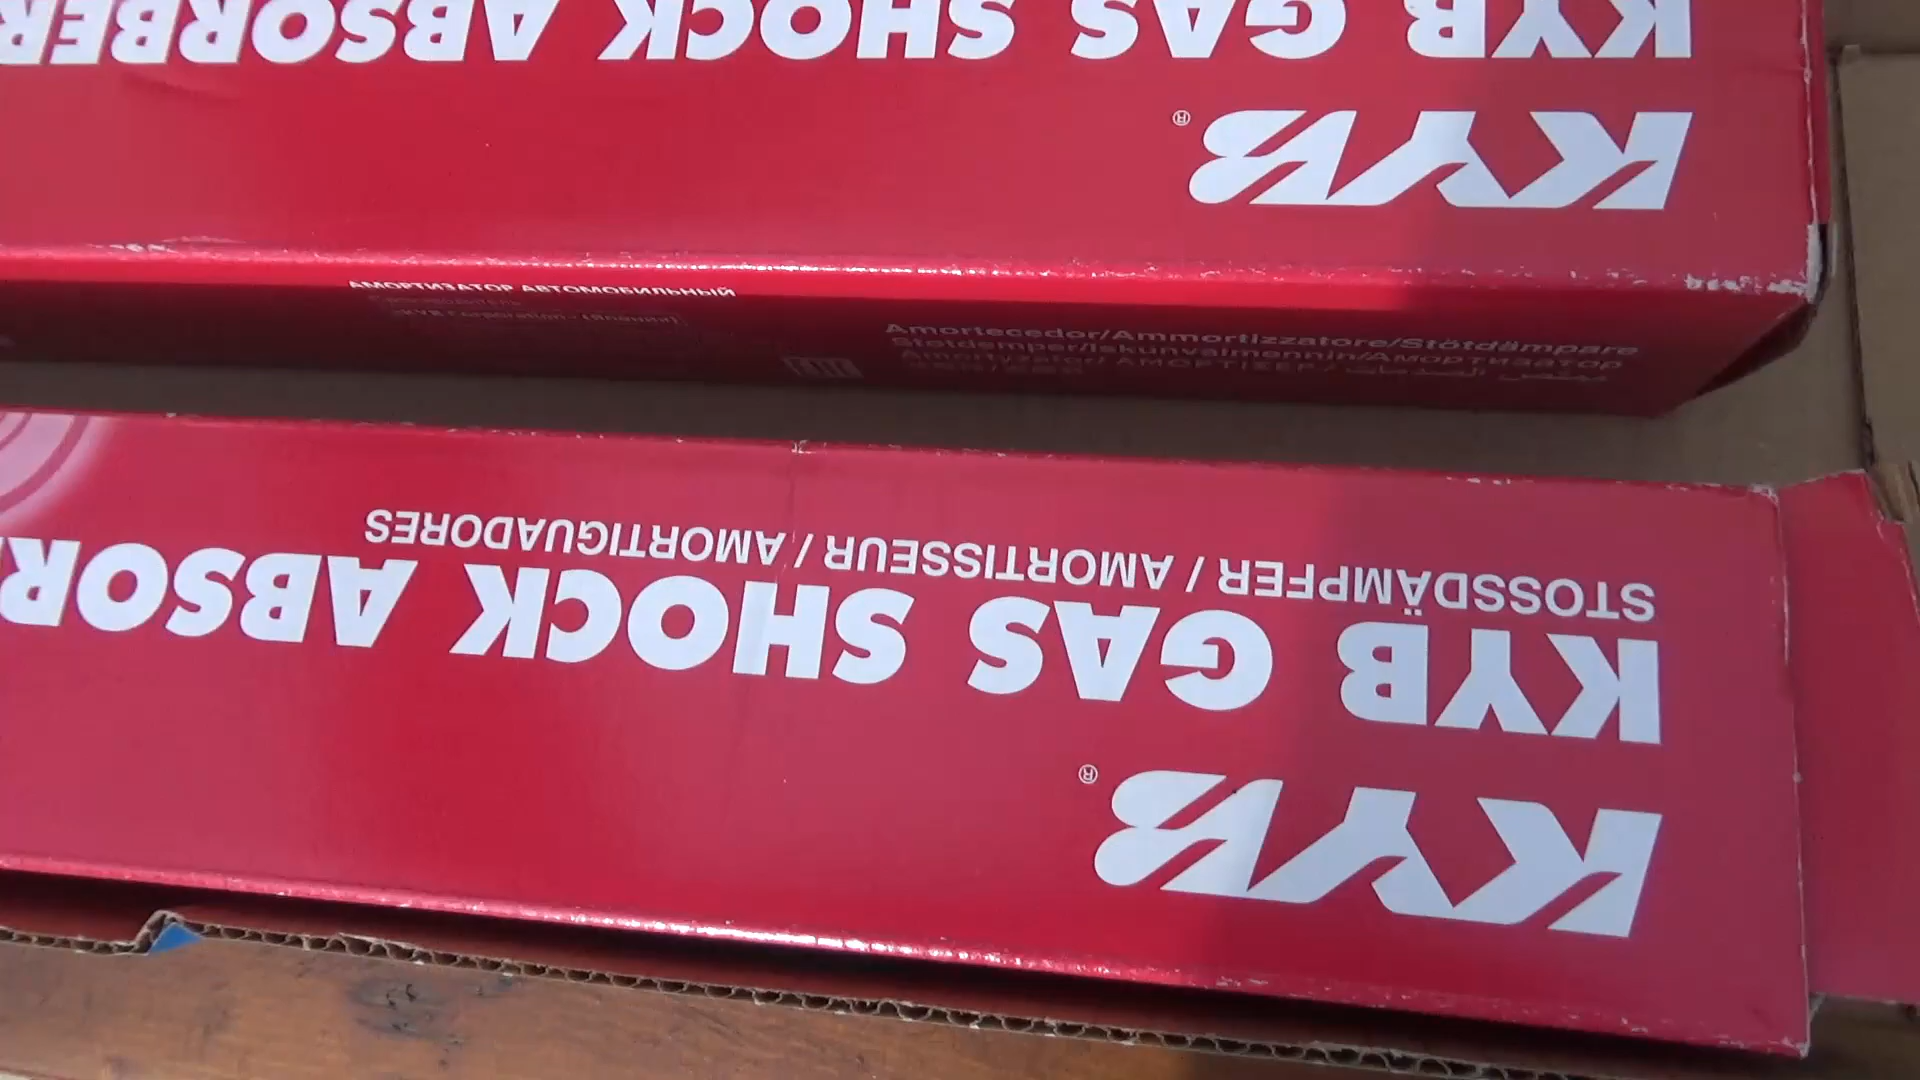 KYB®
KYB GAS SHOCK ABSOR
STOSSDÄMPFER / AMORTISSEUR / AMORTIGUADORES
KYB®
KYB GAS SHOCK ABSORBER
АМОРТИЗАТОР АВТОМОБИЛЬНЫЙ
Amortecedor/Ammortizzatore/Stötdämpare
Støtdemper/Iskunvaimennin/Амортизатор